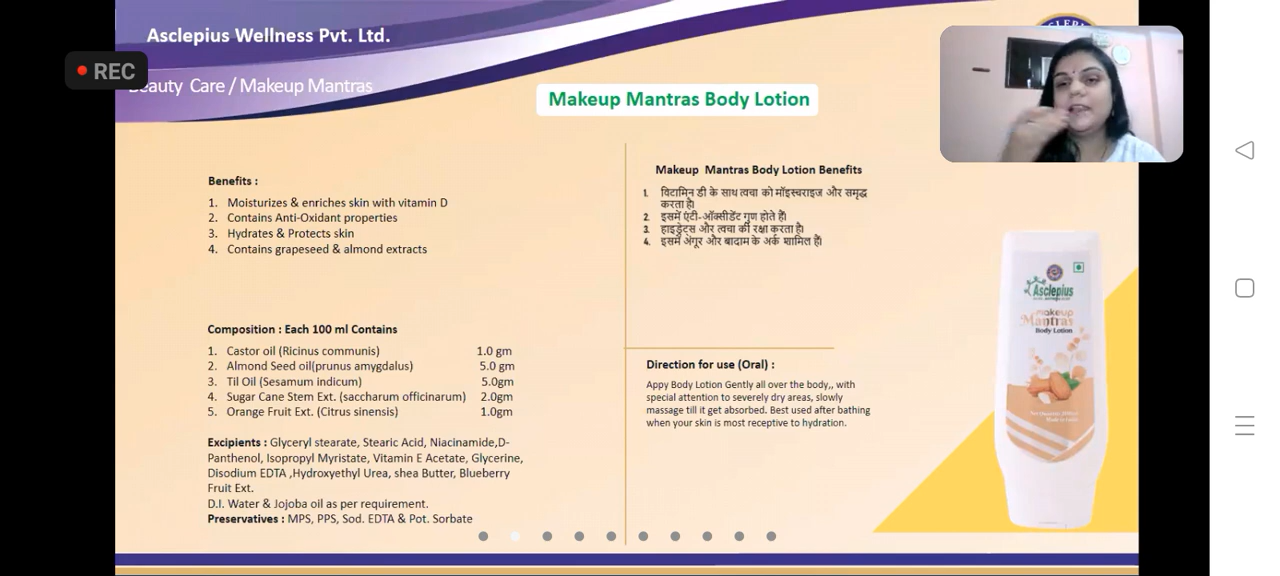 Asclepius Wellness Pvt. Ltd.
REC
Beauty Care / Makeup Mantras
Makeup Mantras Body Lotion
Benefits :
1. Moisturizes & enriches skin with vitamin D
2. Contains Anti-Oxidant properties
3. Hydrates & Protects skin
4. Contains grapeseed & almond extracts
Composition : Each 100 ml Contains
1. Castor oil (Ricinus communis) 1.0 gm
2. Almond Seed oil(prunus amygdalus) 5.0 gm
3. Til Oil (Sesamum indicum) 5.0gm
4. Sugar Cane Stem Ext. (saccharum officinarum) 2.0gm
5. Orange Fruit Ext. (Citrus sinensis) 1.0gm
Excipients : Glyceryl stearate, Stearic Acid, Niacinamide,D-
Panthenol, Isopropyl Myristate, Vitamin E Acetate, Glycerine,
Disodium EDTA ,Hydroxyethyl Urea, shea Butter, Blueberry
Fruit Ext.
D.I. Water & Jojoba oil as per requirement.
Preservatives : MPS, PPS, Sod. EDTA & Pot. Sorbate
Makeup Mantras Body Lotion Benefits
1. विटामिन डी के साथ त्वचा को मॉइस्चराइज और समृद्ध
करता है।
2. इसमें एंटी-ऑक्सीडेंट गुण होते हैं।
3. हाइड्रेट्स और त्वचा की रक्षा करता है।
4. इसमें अंगूर और बादाम के अर्क शामिल हैं।
Direction for use (Oral) :
Appy Body Lotion Gently all over the body,, with
special attention to severely dry areas, slowly
massage till it get absorbed. Best used after bathing
when your skin is most receptive to hydration.
Asclepius
makeup
Mantras
Body Lotion